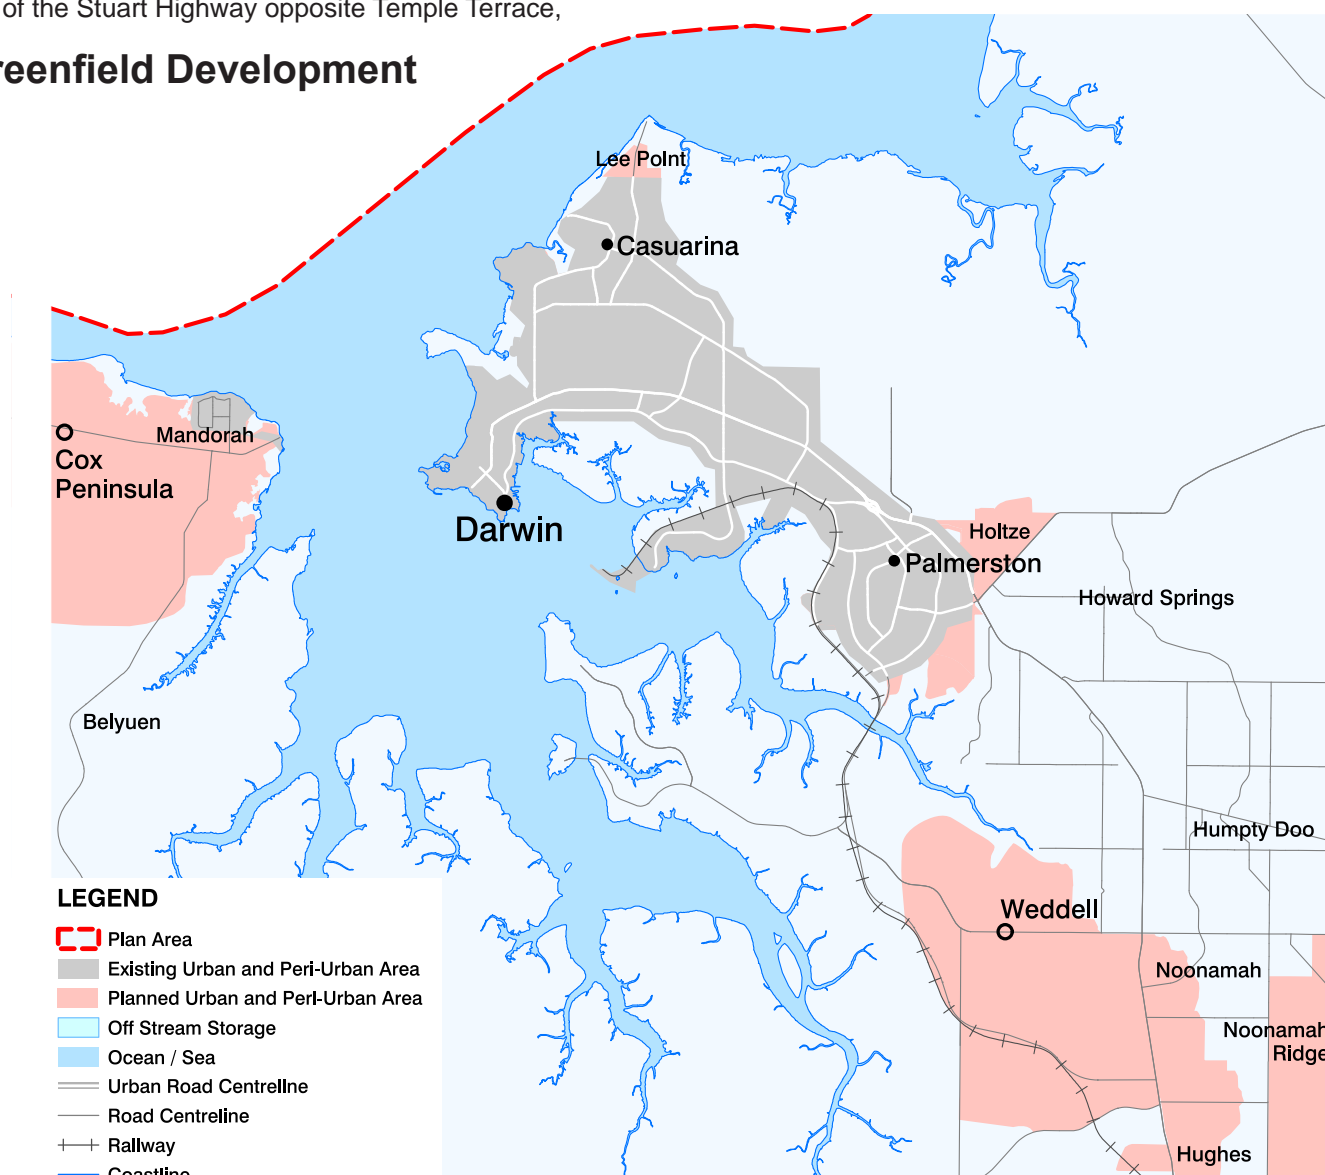 of the Stuart Highway opposite Temple Terrace,
reenfield Development
Lee Point
Casuarina
Mandorah
Cox
Peninsula
Darwin
Holtze
Palmerston
Howard Springs
Belyuen
Humpty Doo
Weddell
Noonamah
Noonamah
Ridge
Hughes
LEGEND
Plan Area
Existing Urban and Peri-Urban Area
Planned Urban and Peri-Urban Area
Off Stream Storage
Ocean / Sea
Urban Road Centreline
Road Centreline
Railway
Coastline